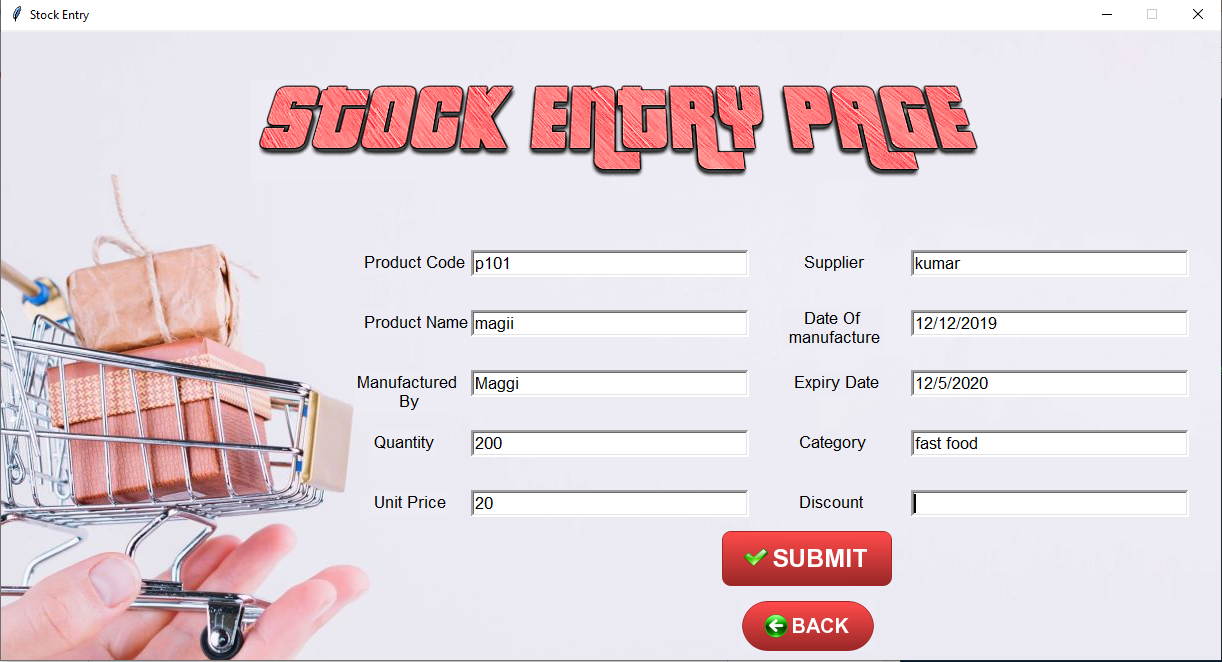 Stock Entry
STOCK ENTRY PAGE
Product Code p101 Supplier kumar
Product Name magii Date Of
manufacture 12/12/2019
Manufactured
By Maggi Expiry Date 12/5/2020
Quantity 200 Category fast food
Unit Price 20 Discount
SUBMIT
BACK